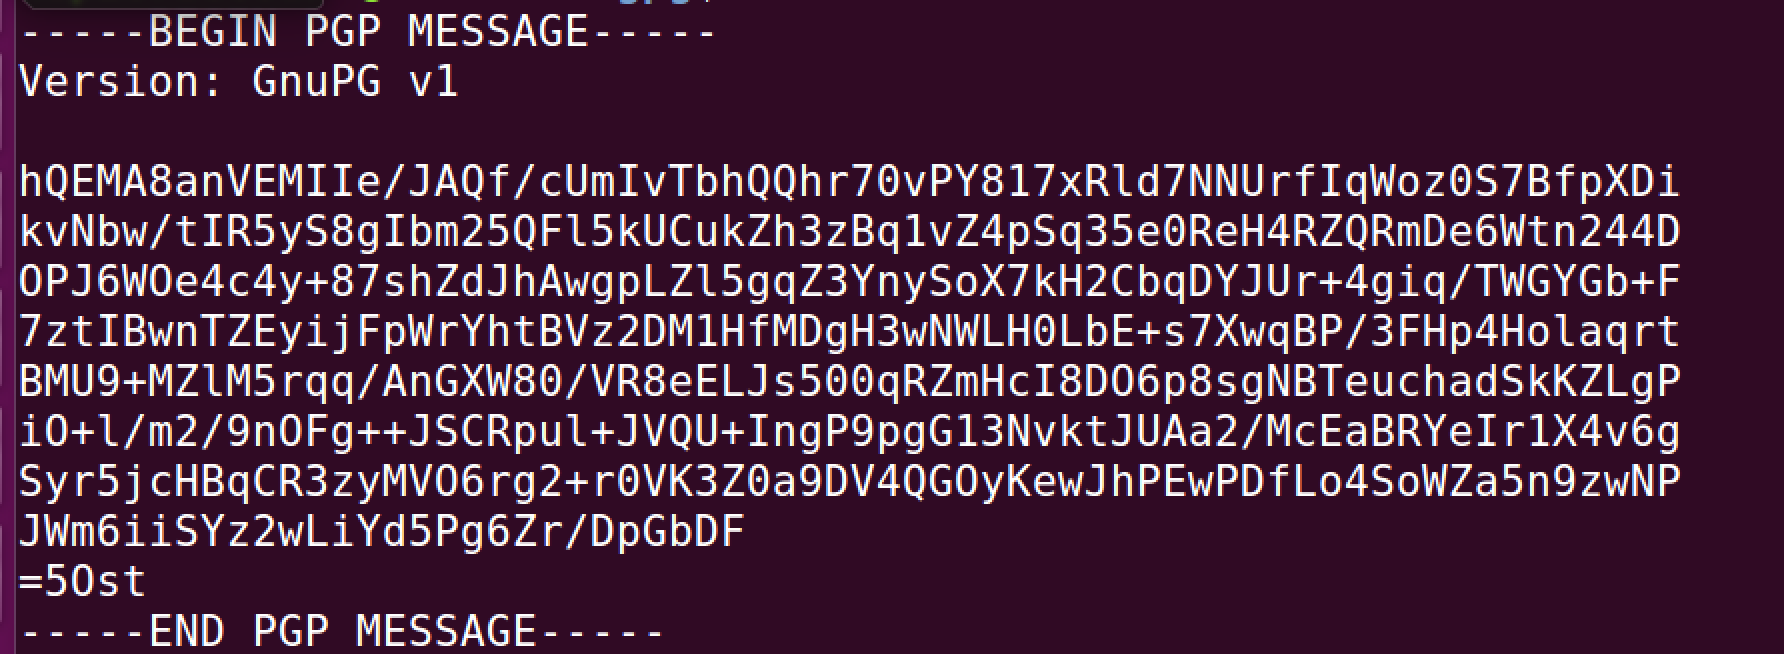 -----BEGIN PGP MESSAGE-----
Version: GnuPG v1

hQEMA8anVEMIIe/JAQf/cUmIvTbhQQhr70vPY817xRld7NNUrfIqWoz0S7BfpXDi
kvNbw/tIR5yS8gIbm25QFl5kUCukZh3zBq1vZ4pSq35e0ReH4RZQRmDe6Wtn244D
OPJ6WOe4c4y+87shZdJhAwgpLZl5gqZ3YnySoX7kH2CbqDYJUr+4giq/TWGYGb+F
7ztIBwnTZEyijFpWrYhtBVz2DM1HfMDgH3wNWLH0LbE+s7XwqBP/3FHp4Holaqrt
BMU9+MZlM5rqq/AnGXW80/VR8eELJs500qRZmHcI8DO6p8sgNBTeuchadSkKZLgP
iO+l/m2/9nOFg++JSCRpul+JVQU+IngP9pgG13NvktJUAa2/McEaBRYeIr1X4v6g
Syr5jcHBqCR3zyMVO6rg2+r0VK3Z0a9DV4QGOyKewJhPEwPDfLo4SoWZa5n9zwNP
JWm6iiSYz2wLiYd5Pg6Zr/DpGbDF
=5Ost
-----END PGP MESSAGE-----